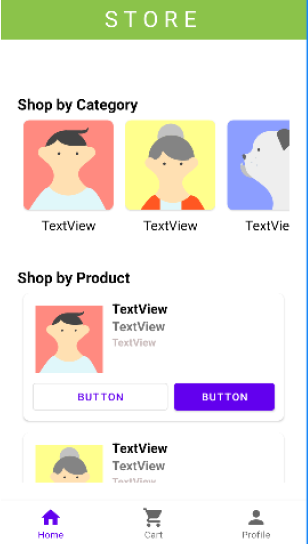 STORE
Shop by Category
TextView
TextView
TextVie
Shop by Product
TextView
TextView
TextView
BUTTON
BUTTON
TextView
TextView
TextView
Home
Cart
Profile